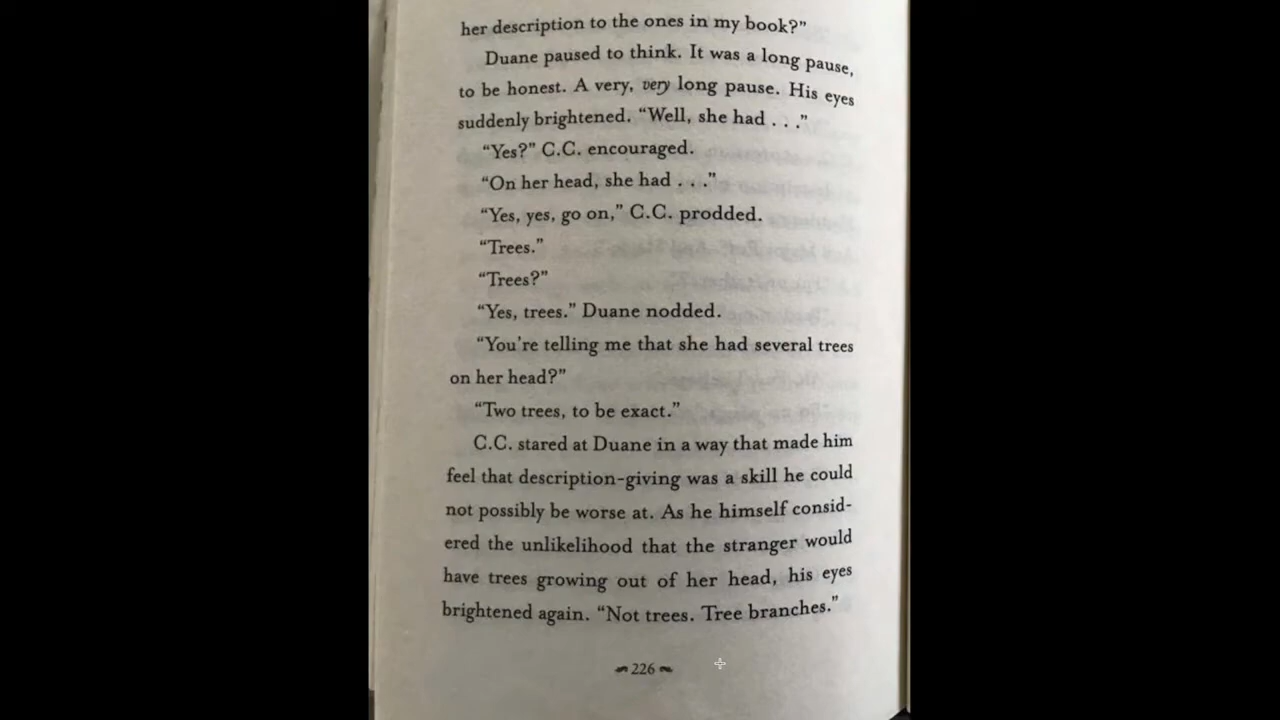 her description to the ones in my book?”
Duane paused to think. It was a long pause,
to be honest. A very, very long pause. His eyes
suddenly brightened. “Well, she had . . .”
“Yes?” C.C. encouraged.
“On her head, she had . . .”
“Yes, yes, go on,” C.C. prodded.
“Trees.”
“Trees?”
“Yes, trees.” Duane nodded.
“You’re telling me that she had several trees
on her head?”
“Two trees, to be exact.”
C.C. stared at Duane in a way that made him
feel that description-giving was a skill he could
not possibly be worse at. As he himself consid-
ered the unlikelihood that the stranger would
have trees growing out of her head, his eyes
brightened again. “Not trees. Tree branches.”
226